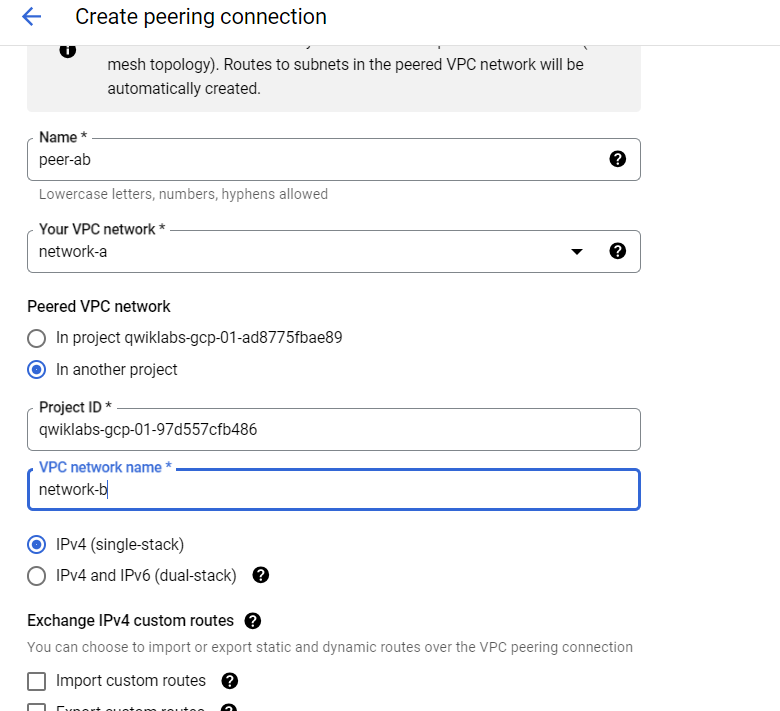 Create peering connection
mesh topology). Routes to subnets in the peered VPC network will be
automatically created.
Name *
peer-ab
Lowercase letters, numbers, hyphens allowed
Your VPC network *
network-a
Peered VPC network
In project qwiklabs-gcp-01-ad8775fbae89
In another project
Project ID *
qwiklabs-gcp-01-97d557cfb486
VPC network name *
network-b
IPv4 (single-stack)
IPv4 and IPv6 (dual-stack)
Exchange IPv4 custom routes
You can choose to import or export static and dynamic routes over the VPC peering connection
Import custom routes
Export custom routes